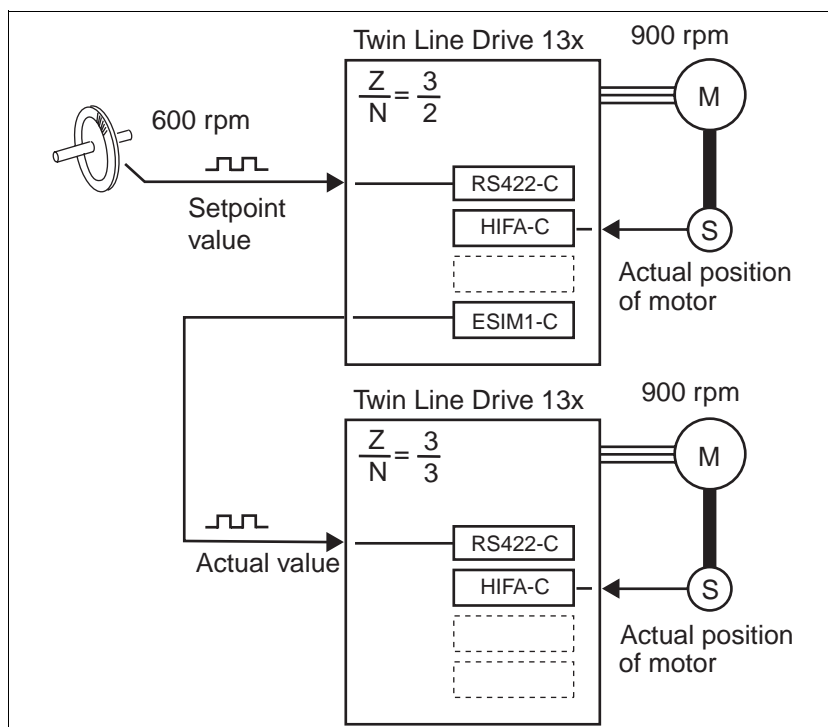 Twin Line Drive 13x
900 rpm
Z/N = 3/2
M
600 rpm
RS422-C
Setpoint
value
HIFA-C
S
Actual position
of motor
ESIM1-C
Twin Line Drive 13x
900 rpm
Z/N = 3/3
M
RS422-C
Actual value
HIFA-C
S
Actual position
of motor